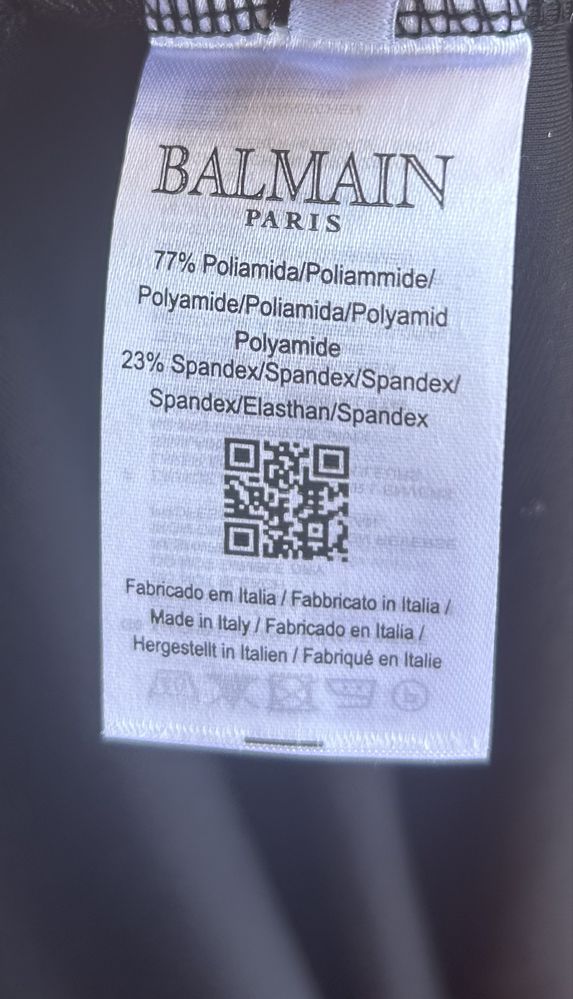 BALMAIN
PARIS
77% Poliamida/Poliammide/
Polyamide/Poliamida/Polyamid
Polyamide
23% Spandex/Spandex/Spandex/
Spandex/Elasthan/Spandex
Fabricado em Italia / Fabbricato in Italia /
Made in Italy / Fabricado en Italia /
Hergestellt in Italien / Fabriqué en Italie